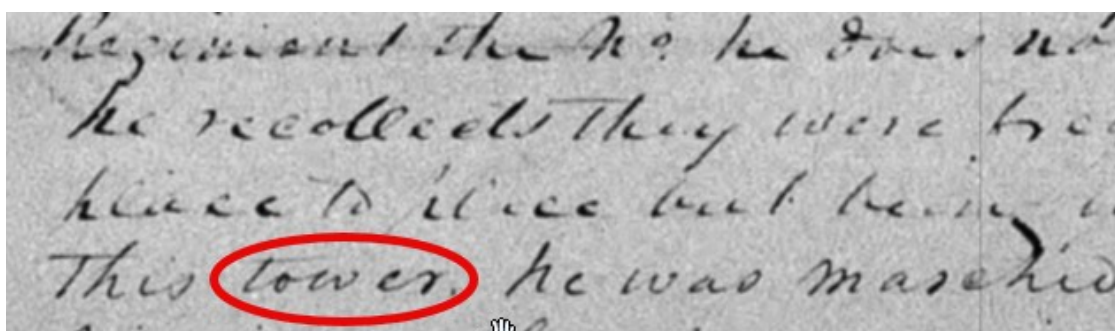 Regiment the No. he does no
he recollects they were tre
place to place but being
This tower. he was marched